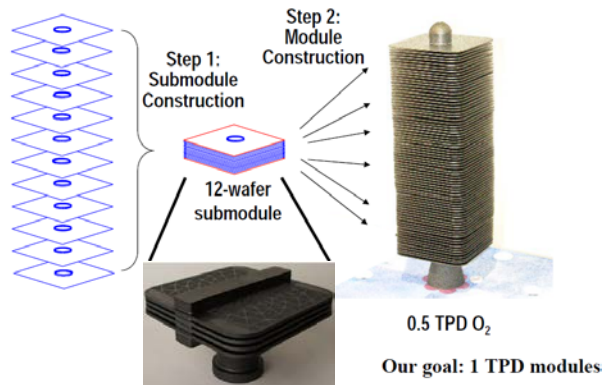 Step 1:
Submodule
Construction
Step 2:
Module
Construction
12-wafer
submodule
0.5 TPD O₂
Our goal: 1 TPD modules